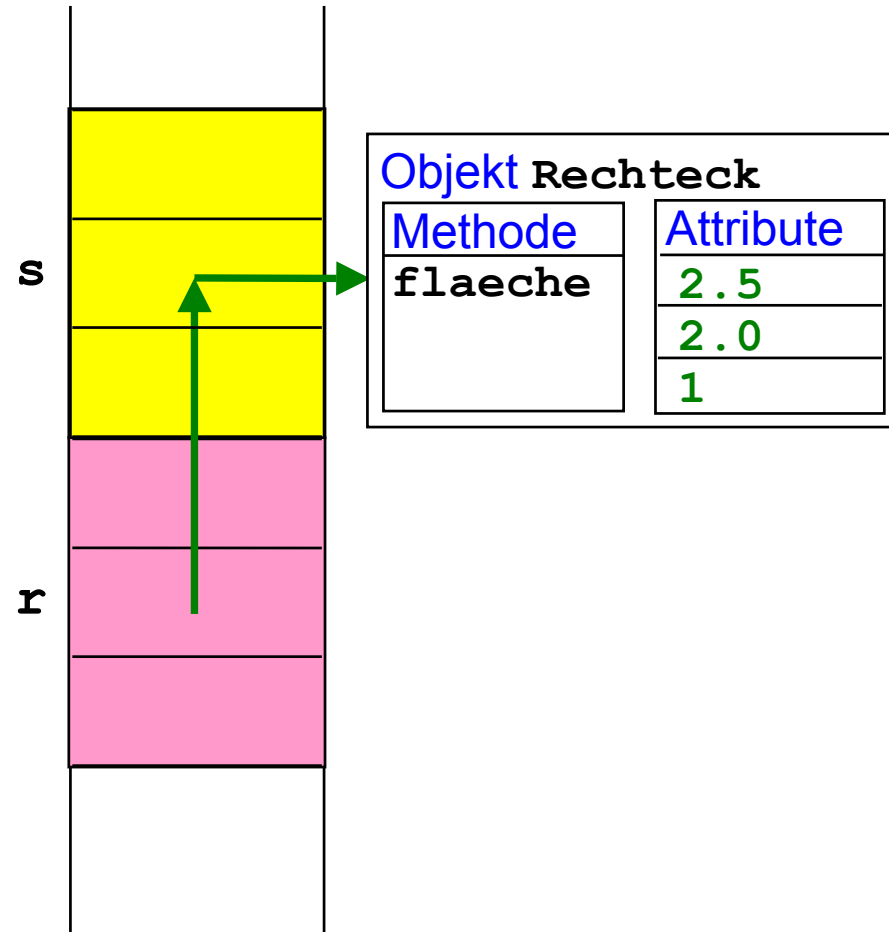 Objekt Rechteck
Methode
flaeche
Attribute
2.5
2.0
1
s
r